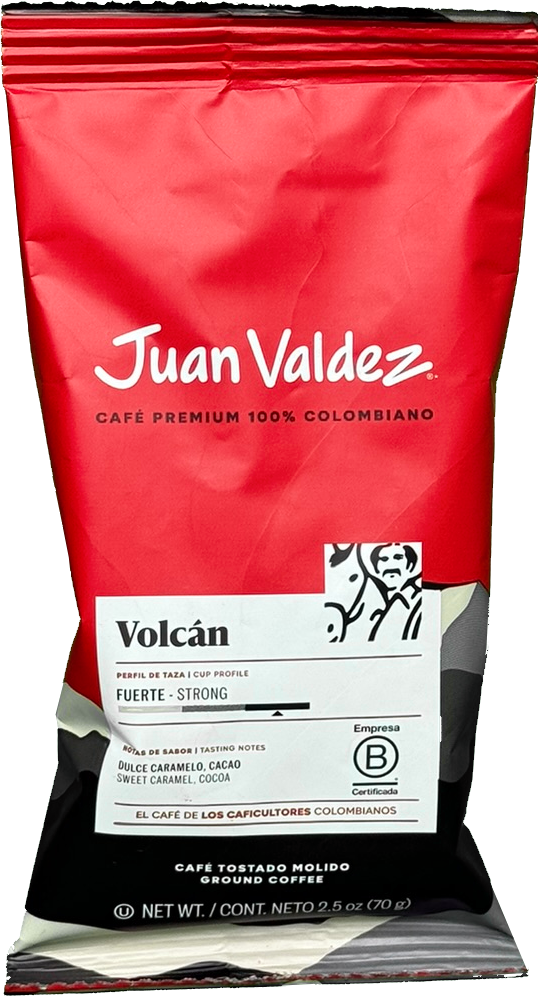 Juan Valdez®
CAFÉ PREMIUM 100% COLOMBIANO
Volcán
PERFIL DE TAZA | CUP PROFILE
FUERTE - STRONG
NOTAS DE SABOR | TASTING NOTES
DULCE CARAMELO, CACAO
SWEET CARAMEL, COCOA
Empresa
B
Certificada
EL CAFÉ DE LOS CAFICULTORES COLOMBIANOS
CAFÉ TOSTADO MOLIDO
GROUND COFFEE
U NET WT. / CONT. NETO 2.5 oz (70 g)